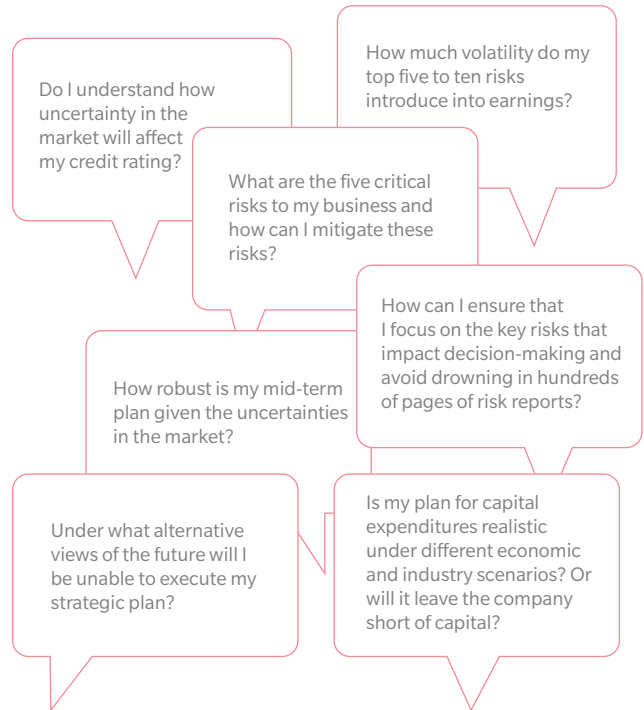 Do I understand how
uncertainty in the
market will affect
my credit rating?
How much volatility do my
top five to ten risks
introduce into earnings?
What are the five critical
risks to my business and
how can I mitigate these
risks?
How can I ensure that
I focus on the key risks that
impact decision-making and
avoid drowning in hundreds
of pages of risk reports?
How robust is my mid-term
plan given the uncertainties
in the market?
Under what alternative
views of the future will I
be unable to execute my
strategic plan?
Is my plan for capital
expenditures realistic
under different economic
and industry scenarios? Or
will it leave the company
short of capital?